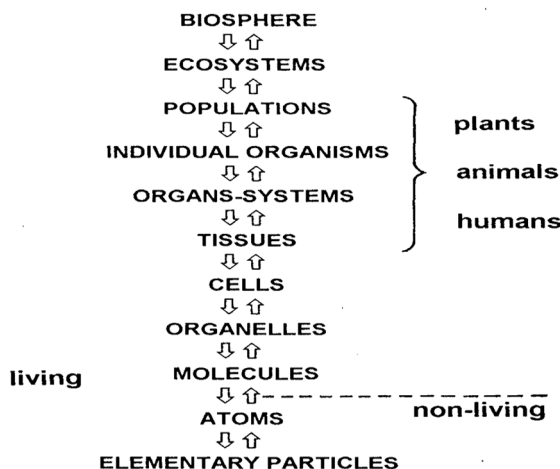 BIOSPHERE
ECOSYSTEMS
POPULATIONS
plants
INDIVIDUAL ORGANISMS
animals
ORGANS-SYSTEMS
humans
TISSUES
CELLS
ORGANELLES
MOLECULES
living
non-living
ATOMS
ELEMENTARY PARTICLES